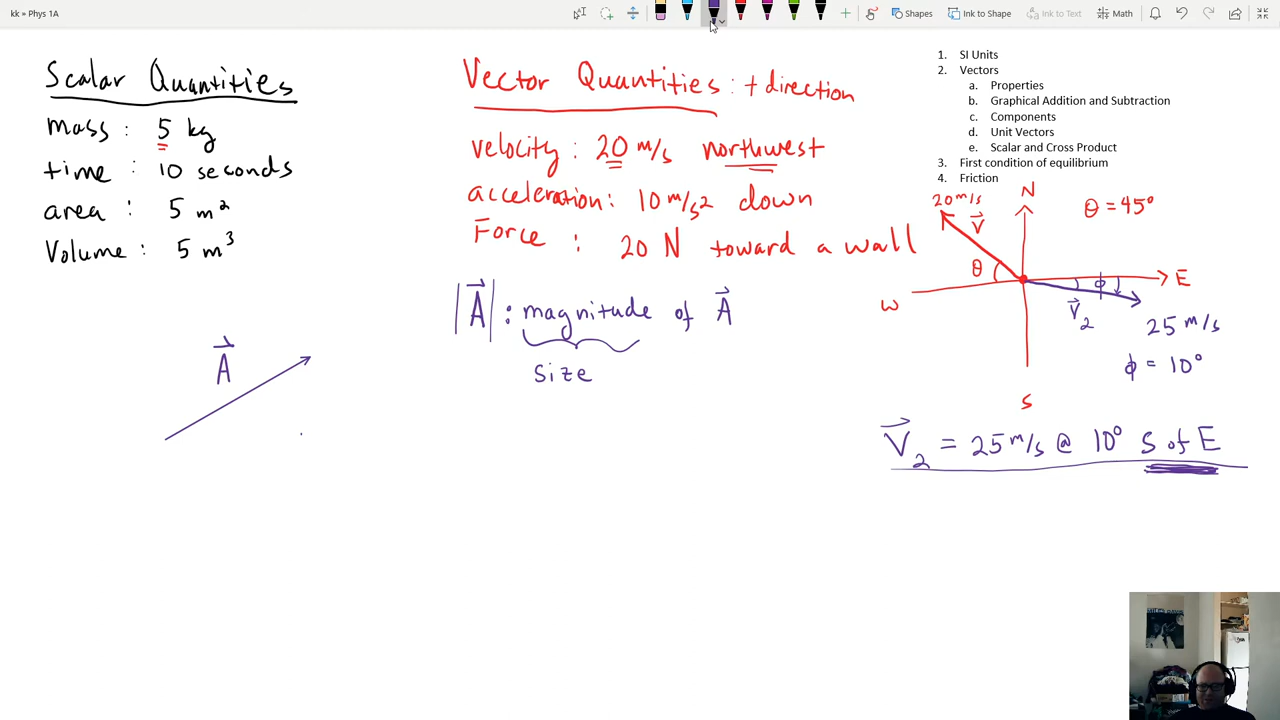 kk » Phys 1A
Shapes
Ink to Shape
Ink to Text
Math
Scalar Quantities
mass : 5 kg
time : 10 seconds
area : 5 m²
Volume : 5 m³
A⃗
Vector Quantities : + direction
velocity : 20 m/s northwest
acceleration : 10 m/s² down
Force : 20 N toward a wall
|A⃗| : magnitude of A⃗
size
1. SI Units
2. Vectors
a. Properties
b. Graphical Addition and Subtraction
c. Components
d. Unit Vectors
e. Scalar and Cross Product
3. First condition of equilibrium
4. Friction
20 m/s
N
θ = 45°
V⃗
θ
E
ϕ
W
V⃗₂
25 m/s
ϕ = 10°
S
V⃗₂ = 25 m/s @ 10° S of E